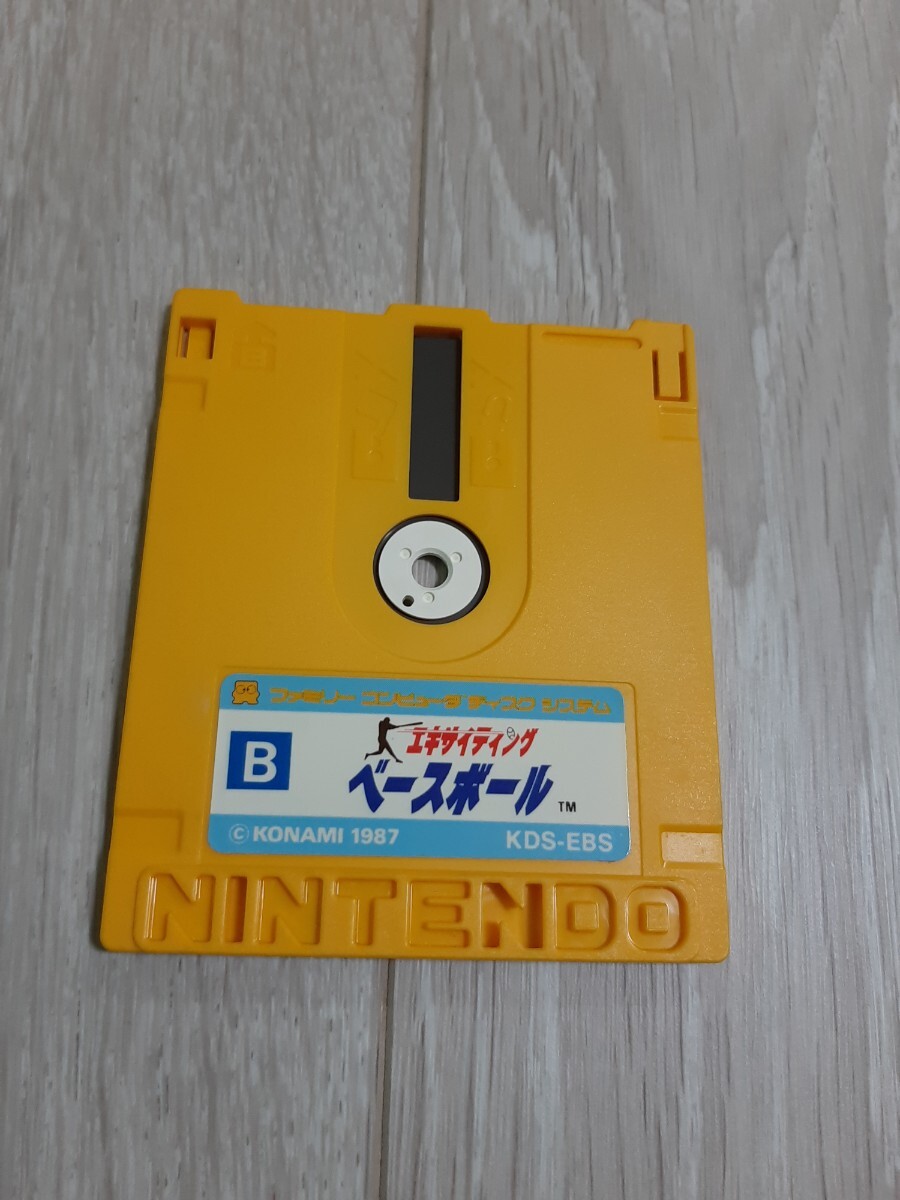 ファミリー コンピュータ ディスク システム
B
エキサイティング
ベースボール ™
© KONAMI 1987 KDS-EBS
NINTENDO